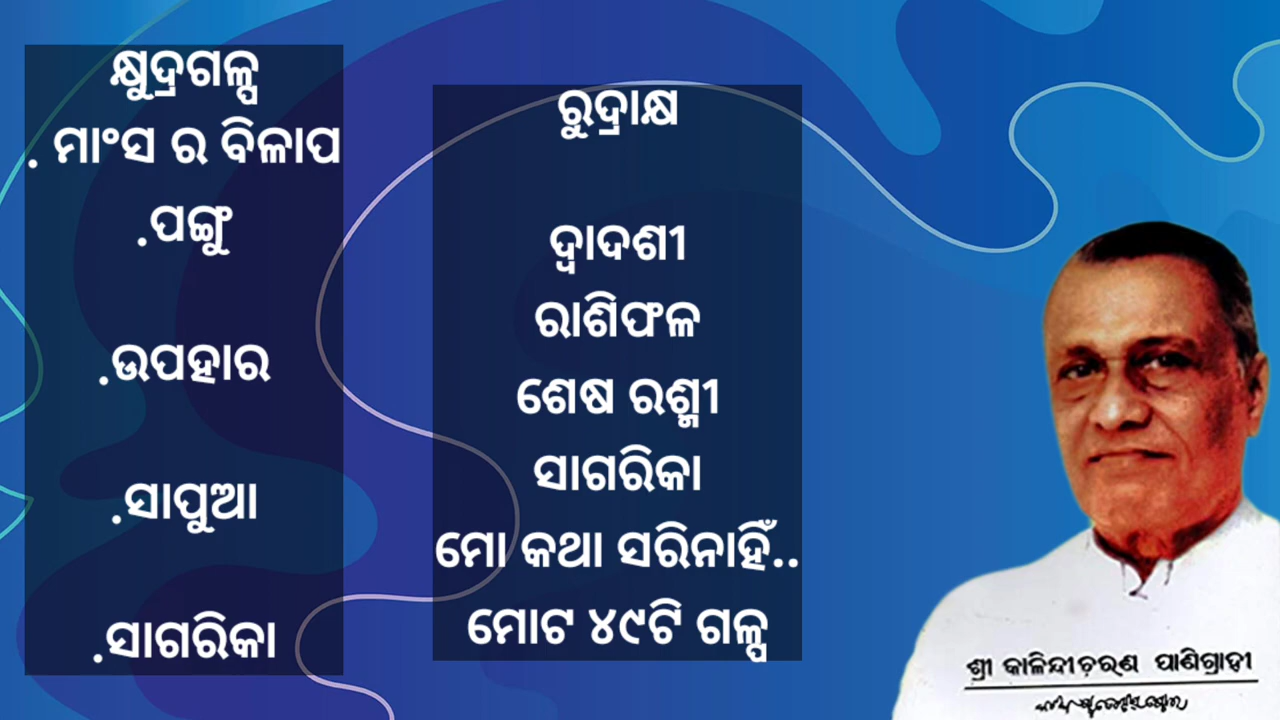 କ୍ଷୁଦ୍ରଗଳ୍ପ
. ମାଂସ ର ବିଳାପ
.ପଙ୍ଗୁ
.ଉପହାର
.ସାପୁଆ
.ସାଗରିକା
ରୁଦ୍ରାକ୍ଷ
ଦ୍ୱାଦଶୀ
ରାଶିଫଳ
ଶେଷ ରଶ୍ମୀ
ସାଗରିକା
ମୋ କଥା ସରିନାହିଁ..
ମୋଟ ୪୯ଟି ଗଳ୍ପ
ଶ୍ରୀ କାଳିନ୍ଦୀ ଚରଣ ପାଣିଗ୍ରାହୀ